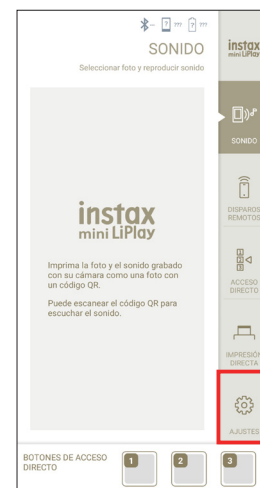 ? ???  ? ???
SONIDO
Seleccionar foto y reproducir sonido
instax
mini LiPlay
SONIDO
DISPAROS
REMOTOS
ACCESO
DIRECTO
IMPRESIÓN
DIRECTA
AJUSTES
instax
mini LiPlay
Imprima la foto y el sonido grabado
con su cámara como una foto con
un código QR.
Puede escanear el código QR para
escuchar el sonido.
BOTONES DE ACCESO
DIRECTO
1 2 3